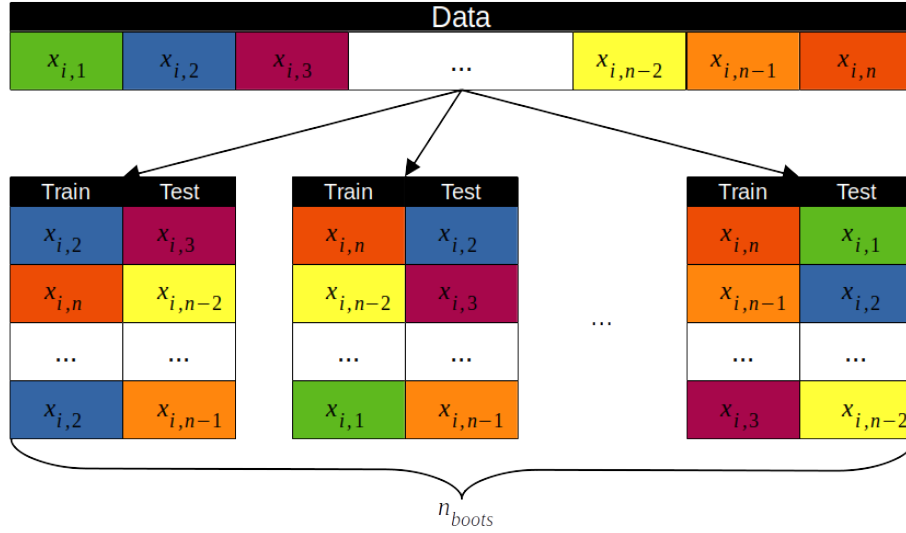 Data
x_{i,1} x_{i,2} x_{i,3} ... x_{i,n−2} x_{i,n−1} x_{i,n}
Train Test Train Test Train Test
x_{i,2} x_{i,3} x_{i,n} x_{i,2} x_{i,n} x_{i,1}
x_{i,n} x_{i,n−2} x_{i,n−2} x_{i,3} x_{i,n−1} x_{i,2}
... ... ... ... ... ... ...
x_{i,2} x_{i,n−1} x_{i,1} x_{i,n−1} x_{i,3} x_{i,n−2}
n_{boots}